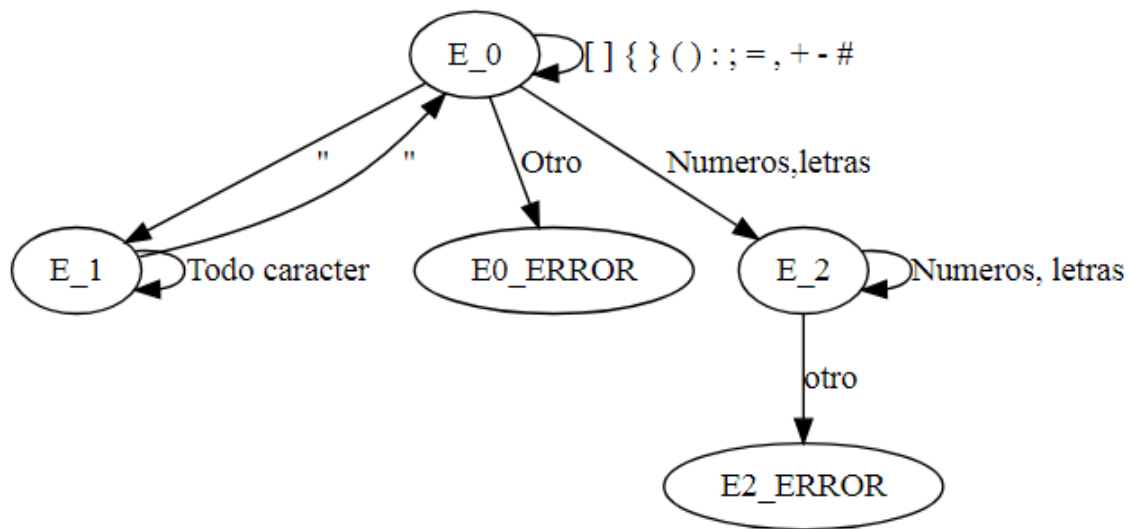 E_0
[ ] { } ( ) : ; = , + - #
" "
Otro
Numeros,letras
E_1
Todo caracter
E0_ERROR
E_2
Numeros, letras
otro
E2_ERROR